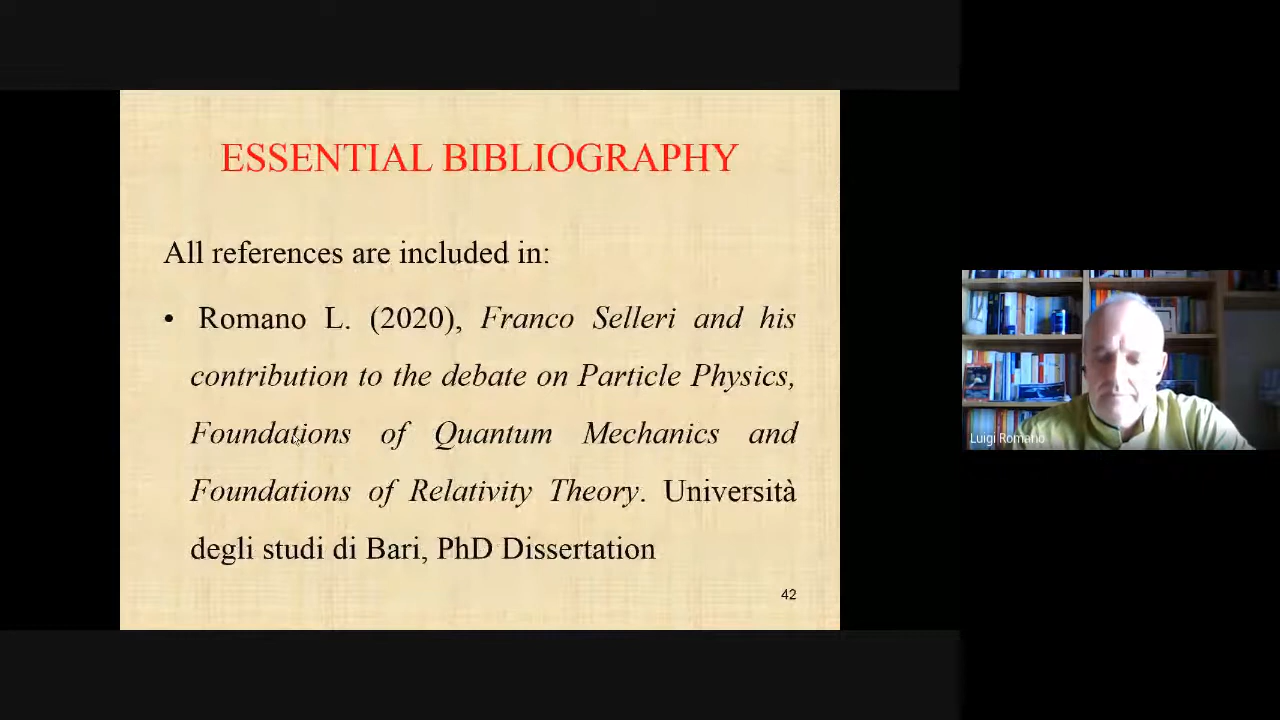 ESSENTIAL BIBLIOGRAPHY
All references are included in:
• Romano L. (2020), Franco Selleri and his
contribution to the debate on Particle Physics,
Foundations of Quantum Mechanics and
Foundations of Relativity Theory. Università
degli studi di Bari, PhD Dissertation
42
Luigi Romano